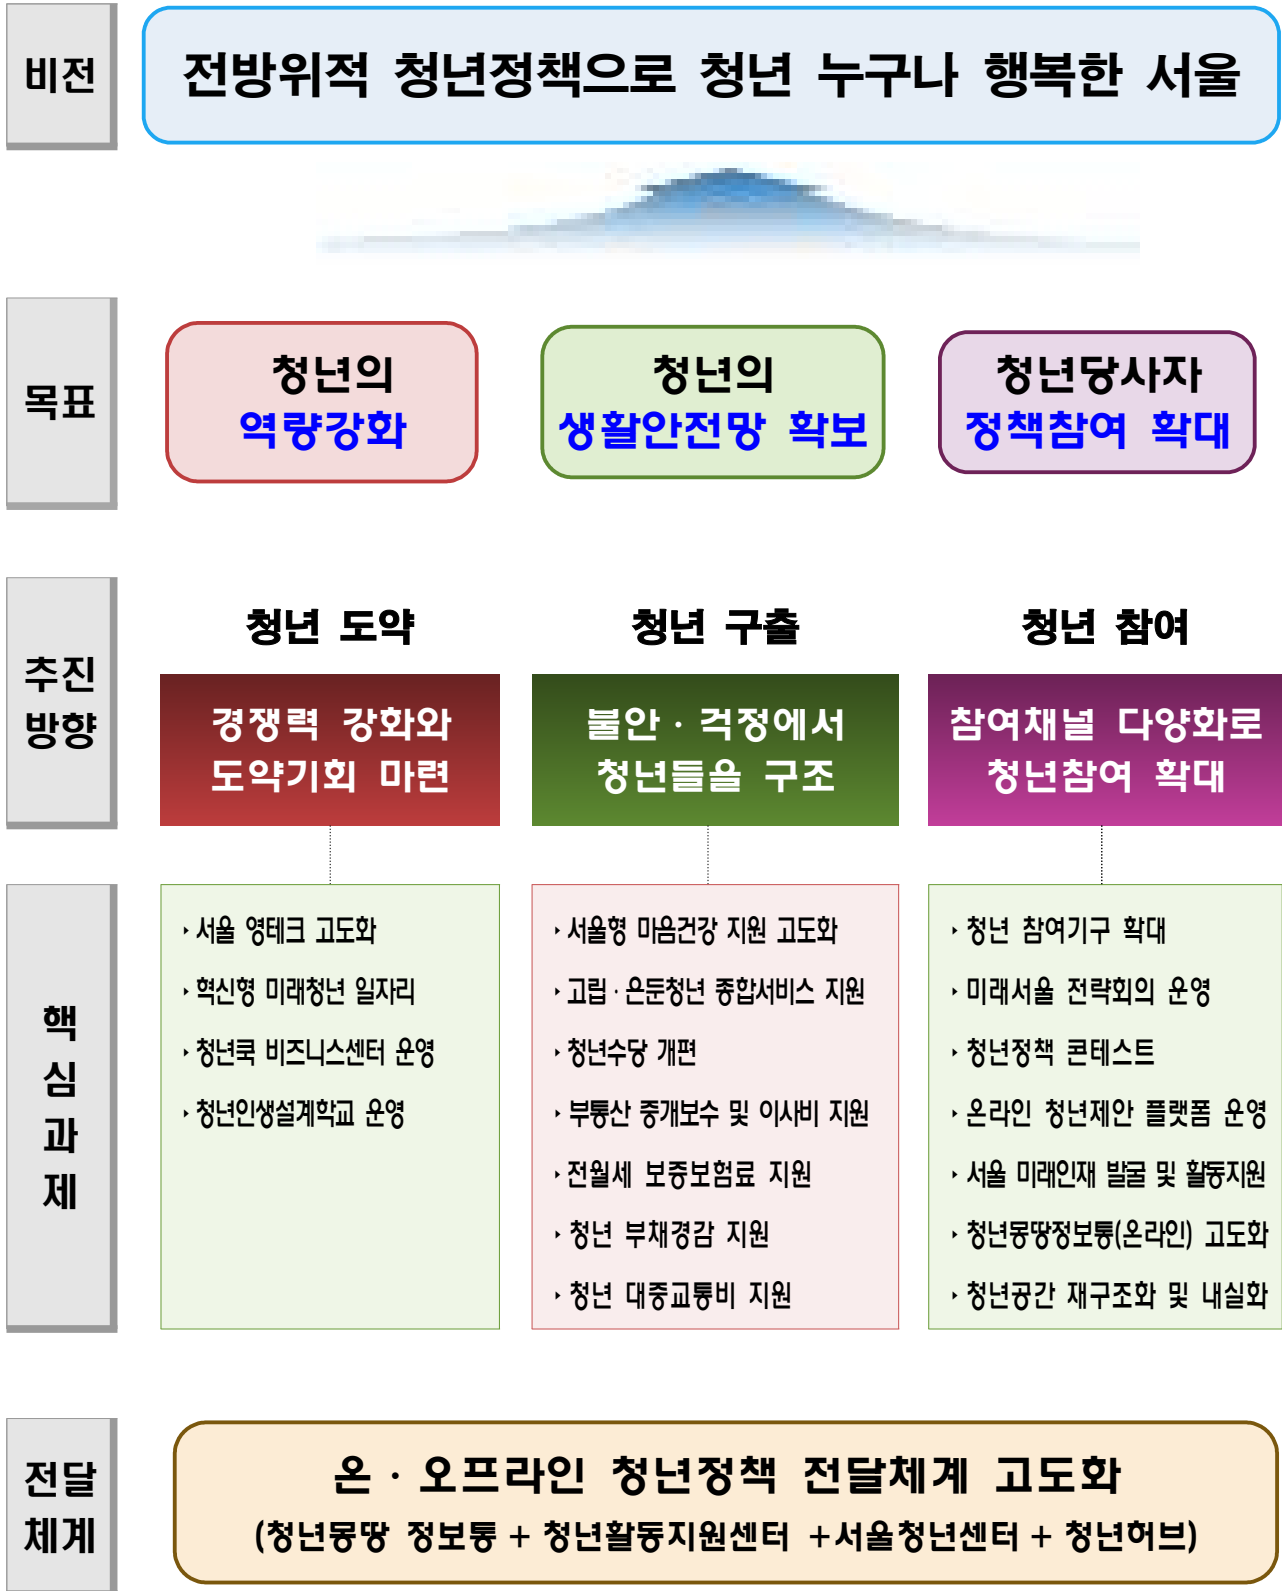 비전
전방위적 청년정책으로 청년 누구나 행복한 서울
목표
청년의
역량강화
청년의
생활안전망 확보
청년당사자
정책참여 확대
추진
방향
청년 도약
경쟁력 강화와
도약기회 마련
청년 구출
불안 · 걱정에서
청년들을 구조
청년 참여
참여채널 다양화로
청년참여 확대
핵
심
과
제
‣서울 영테크 고도화
‣혁신형 미래청년 일자리
‣청년쿡 비즈니스센터 운영
‣청년인생설계학교 운영
‣서울형 마음건강 지원 고도화
‣고립·은둔청년 종합서비스 지원
‣청년수당 개편
‣부동산 중개보수 및 이사비 지원
‣전월세 보증보험료 지원
‣청년 부채경감 지원
‣청년 대중교통비 지원
‣청년 참여기구 확대
‣미래서울 전략회의 운영
‣청년정책 콘테스트
‣온라인 청년제안 플랫폼 운영
‣서울 미래인재 발굴 및 활동지원
‣청년몽땅정보통(온라인) 고도화
‣청년공간 재구조화 및 내실화
전달
체계
온 · 오프라인 청년정책 전달체계 고도화
(청년몽땅 정보통 + 청년활동지원센터 +서울청년센터 + 청년허브)